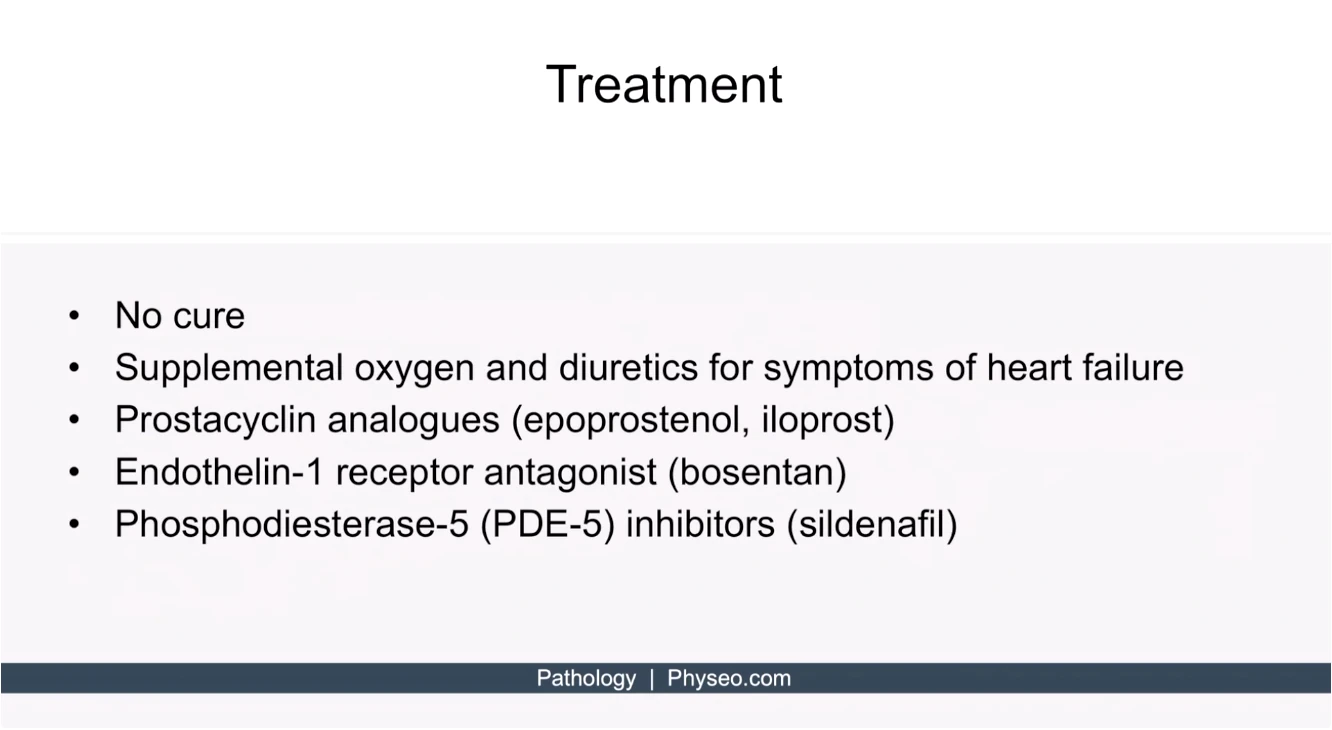 Treatment
• No cure
• Supplemental oxygen and diuretics for symptoms of heart failure
• Prostacyclin analogues (epoprostenol, iloprost)
• Endothelin-1 receptor antagonist (bosentan)
• Phosphodiesterase-5 (PDE-5) inhibitors (sildenafil)
Pathology | Physeo.com